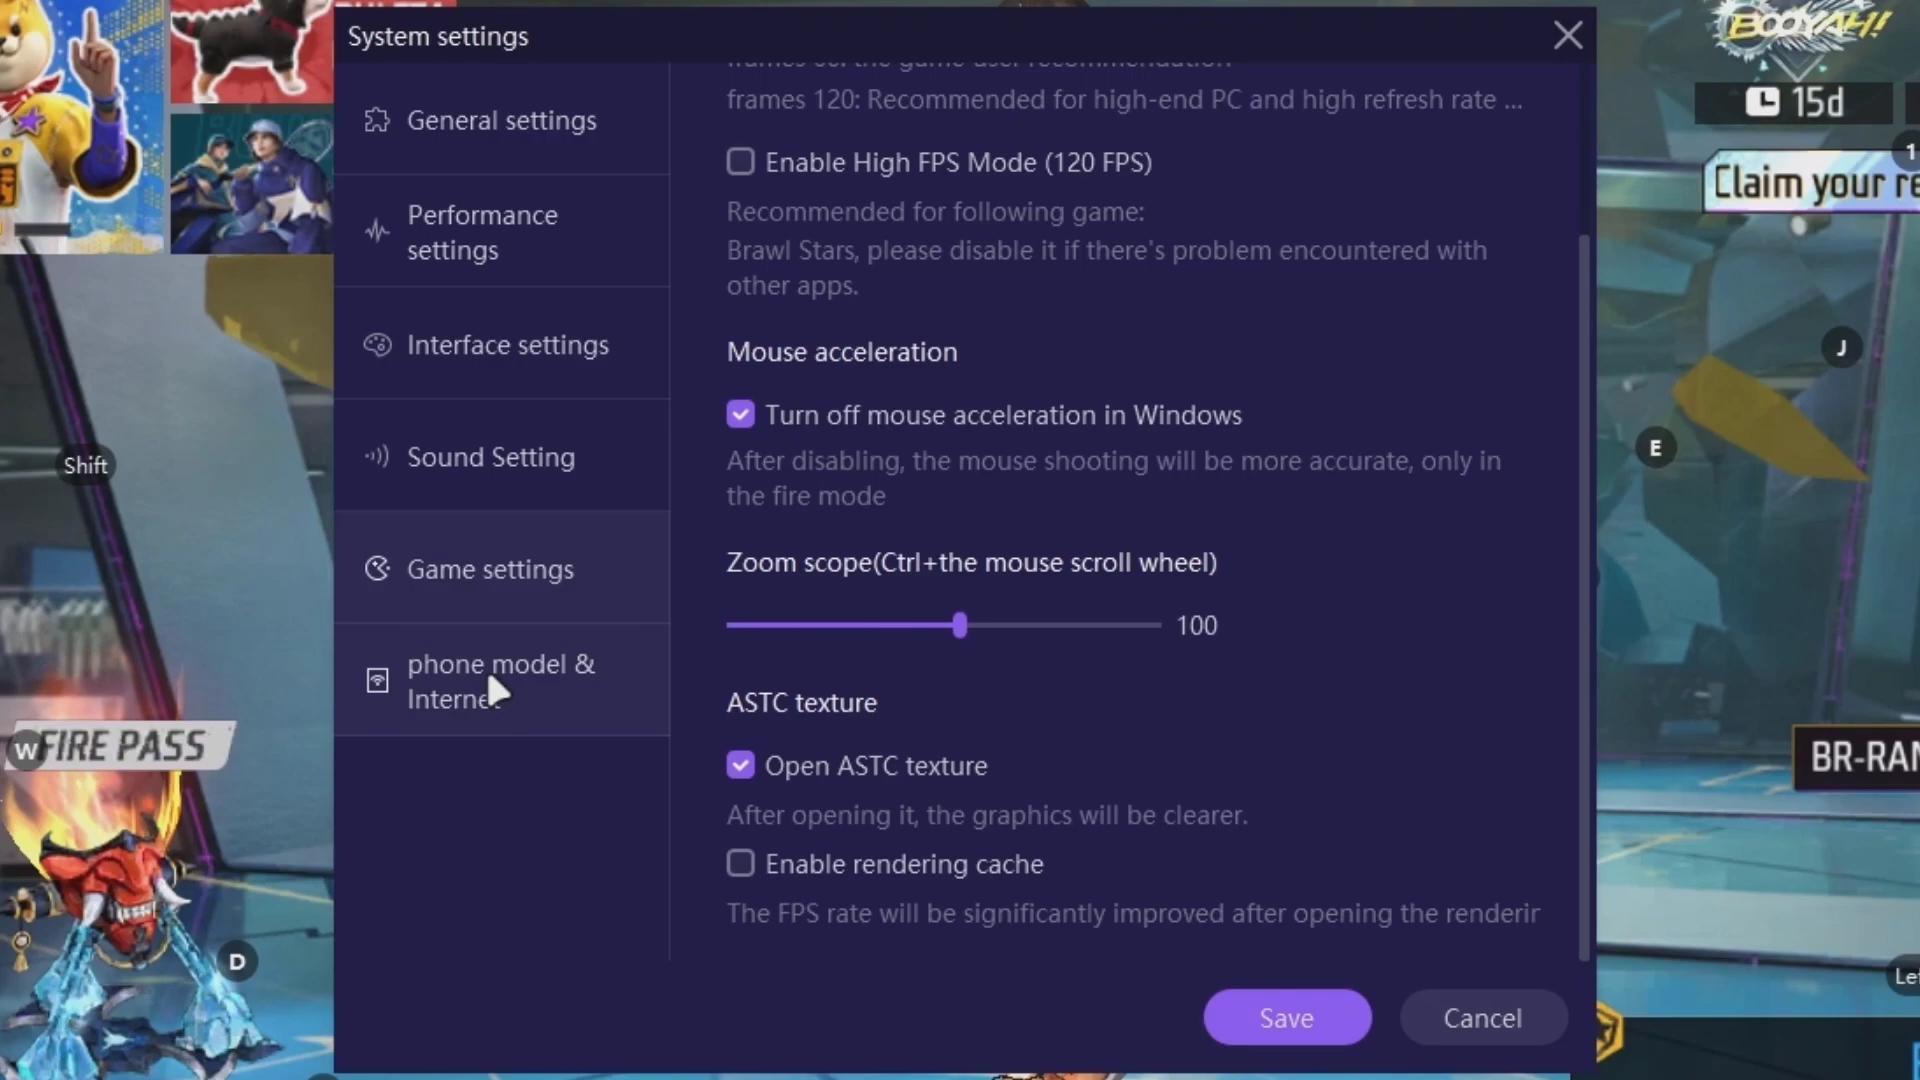 System settings
General settings
Performance
settings
Interface settings
Sound Setting
Game settings
phone model &
Interne
frames 120: Recommended for high-end PC and high refresh rate ...
Enable High FPS Mode (120 FPS)
Recommended for following game:
Brawl Stars, please disable it if there's problem encountered with
other apps.
Mouse acceleration
Turn off mouse acceleration in Windows
After disabling, the mouse shooting will be more accurate, only in
the fire mode
Zoom scope(Ctrl+the mouse scroll wheel)
100
ASTC texture
Open ASTC texture
After opening it, the graphics will be clearer.
Enable rendering cache
The FPS rate will be significantly improved after opening the renderir
Save
Cancel
Shift
W
FIRE PASS
D
BOOYAH!
15d
1
Claim your re
J
E
BR-RAN
Lef